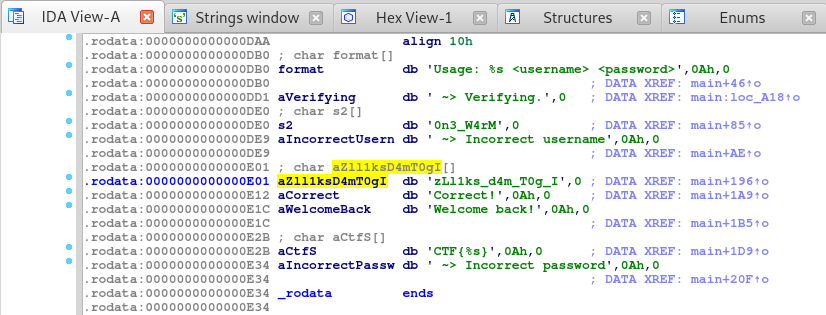 IDA View-A Strings window Hex View-1 Structures Enums
.rodata:0000000000000DAA align 10h
.rodata:0000000000000DB0 ; char format[]
.rodata:0000000000000DB0 format db 'Usage: %s <username> <password>',0Ah,0
.rodata:0000000000000DB0 ; DATA XREF: main+46↑o
.rodata:0000000000000DD1 aVerifying db ' ~> Verifying.',0 ; DATA XREF: main:loc_A18↑o
.rodata:0000000000000DE0 ; char s2[]
.rodata:0000000000000DE0 s2 db '0n3_W4rM',0 ; DATA XREF: main+85↑o
.rodata:0000000000000DE9 aIncorrectUsern db ' ~> Incorrect username',0Ah,0
.rodata:0000000000000DE9 ; DATA XREF: main+AE↑o
.rodata:0000000000000E01 ; char aZll1ksD4mT0gI[]
.rodata:0000000000000E01 aZll1ksD4mT0gI db 'zLl1ks_d4m_T0g_I',0 ; DATA XREF: main+196↑o
.rodata:0000000000000E12 aCorrect db 'Correct!',0Ah,0 ; DATA XREF: main+1A9↑o
.rodata:0000000000000E1C aWelcomeBack db 'Welcome back!',0Ah,0
.rodata:0000000000000E1C ; DATA XREF: main+1B5↑o
.rodata:0000000000000E2B ; char aCtfS[]
.rodata:0000000000000E2B aCtfS db 'CTF{%s}',0Ah,0 ; DATA XREF: main+1D9↑o
.rodata:0000000000000E34 aIncorrectPassw db ' ~> Incorrect password',0Ah,0
.rodata:0000000000000E34 ; DATA XREF: main+20F↑o
.rodata:0000000000000E34 _rodata ends
.rodata:0000000000000E34